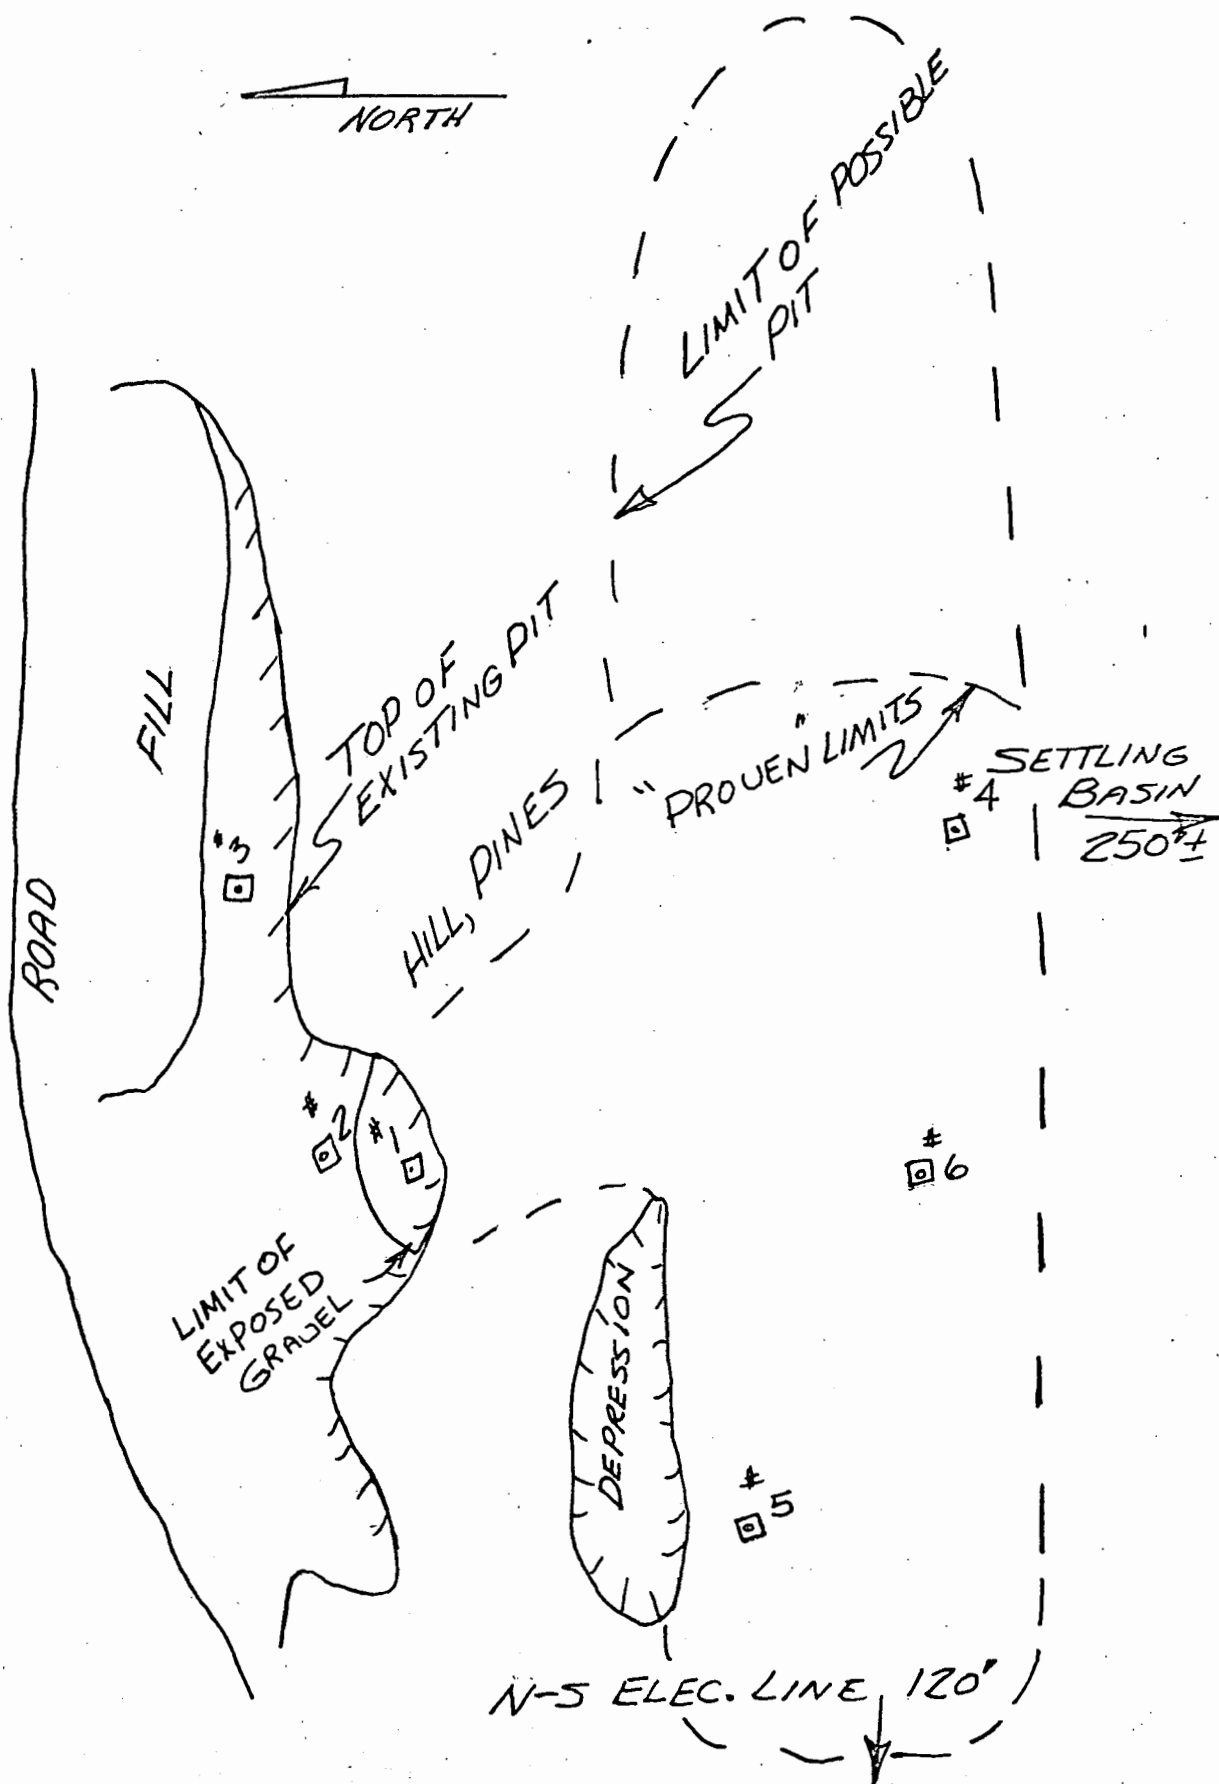 NORTH
LIMIT OF POSSIBLE
PIT
TOP OF
EXISTING PIT
FILL
ROAD
HILL, PINES
"PROVEN" LIMITS
SETTLING
BASIN
250'±
#4
#3
#2
#1
#6
LIMIT OF
EXPOSED
GRAVEL
DEPRESSION
#5
N-S ELEC. LINE, 120'